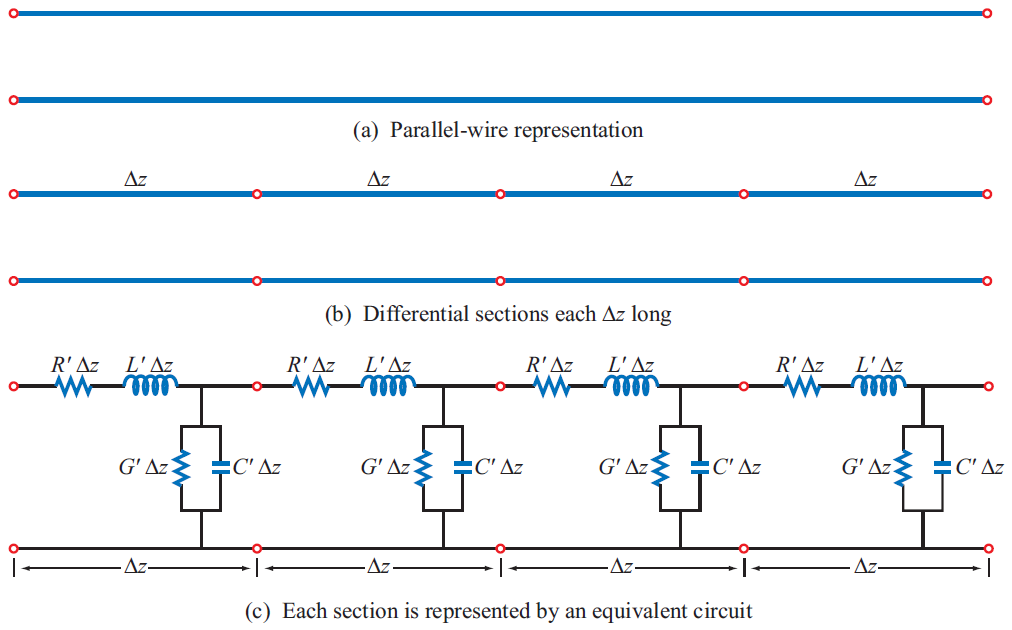 (a) Parallel-wire representation
Δz Δz Δz Δz
(b) Differential sections each Δz long
R′ Δz L′ Δz R′ Δz L′ Δz R′ Δz L′ Δz R′ Δz L′ Δz
G′ Δz C′ Δz G′ Δz C′ Δz G′ Δz C′ Δz G′ Δz C′ Δz
Δz Δz Δz Δz
(c) Each section is represented by an equivalent circuit